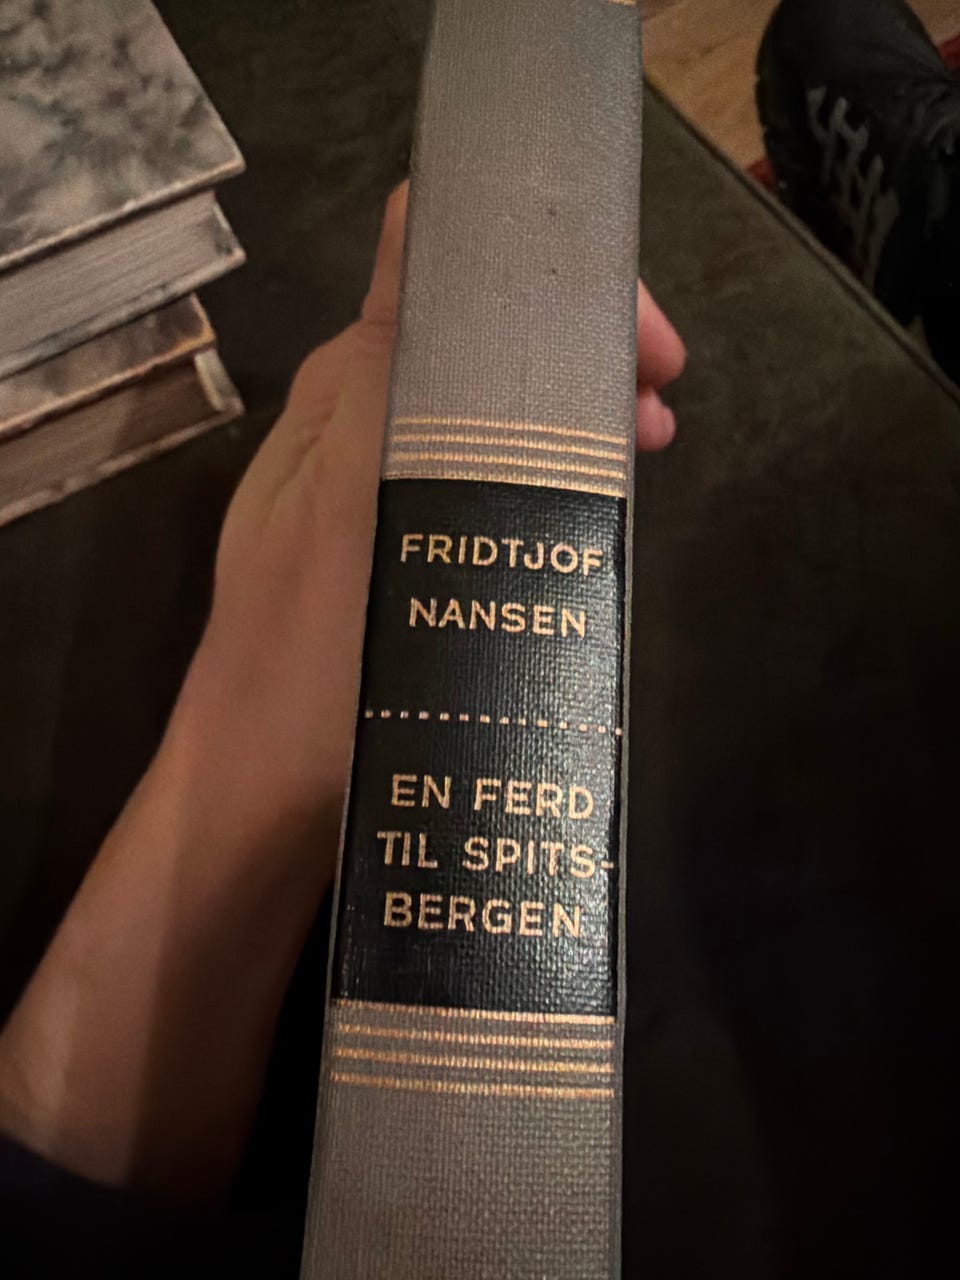 FRIDTJOF
NANSEN
EN FERD
TIL SPITS-
BERGEN